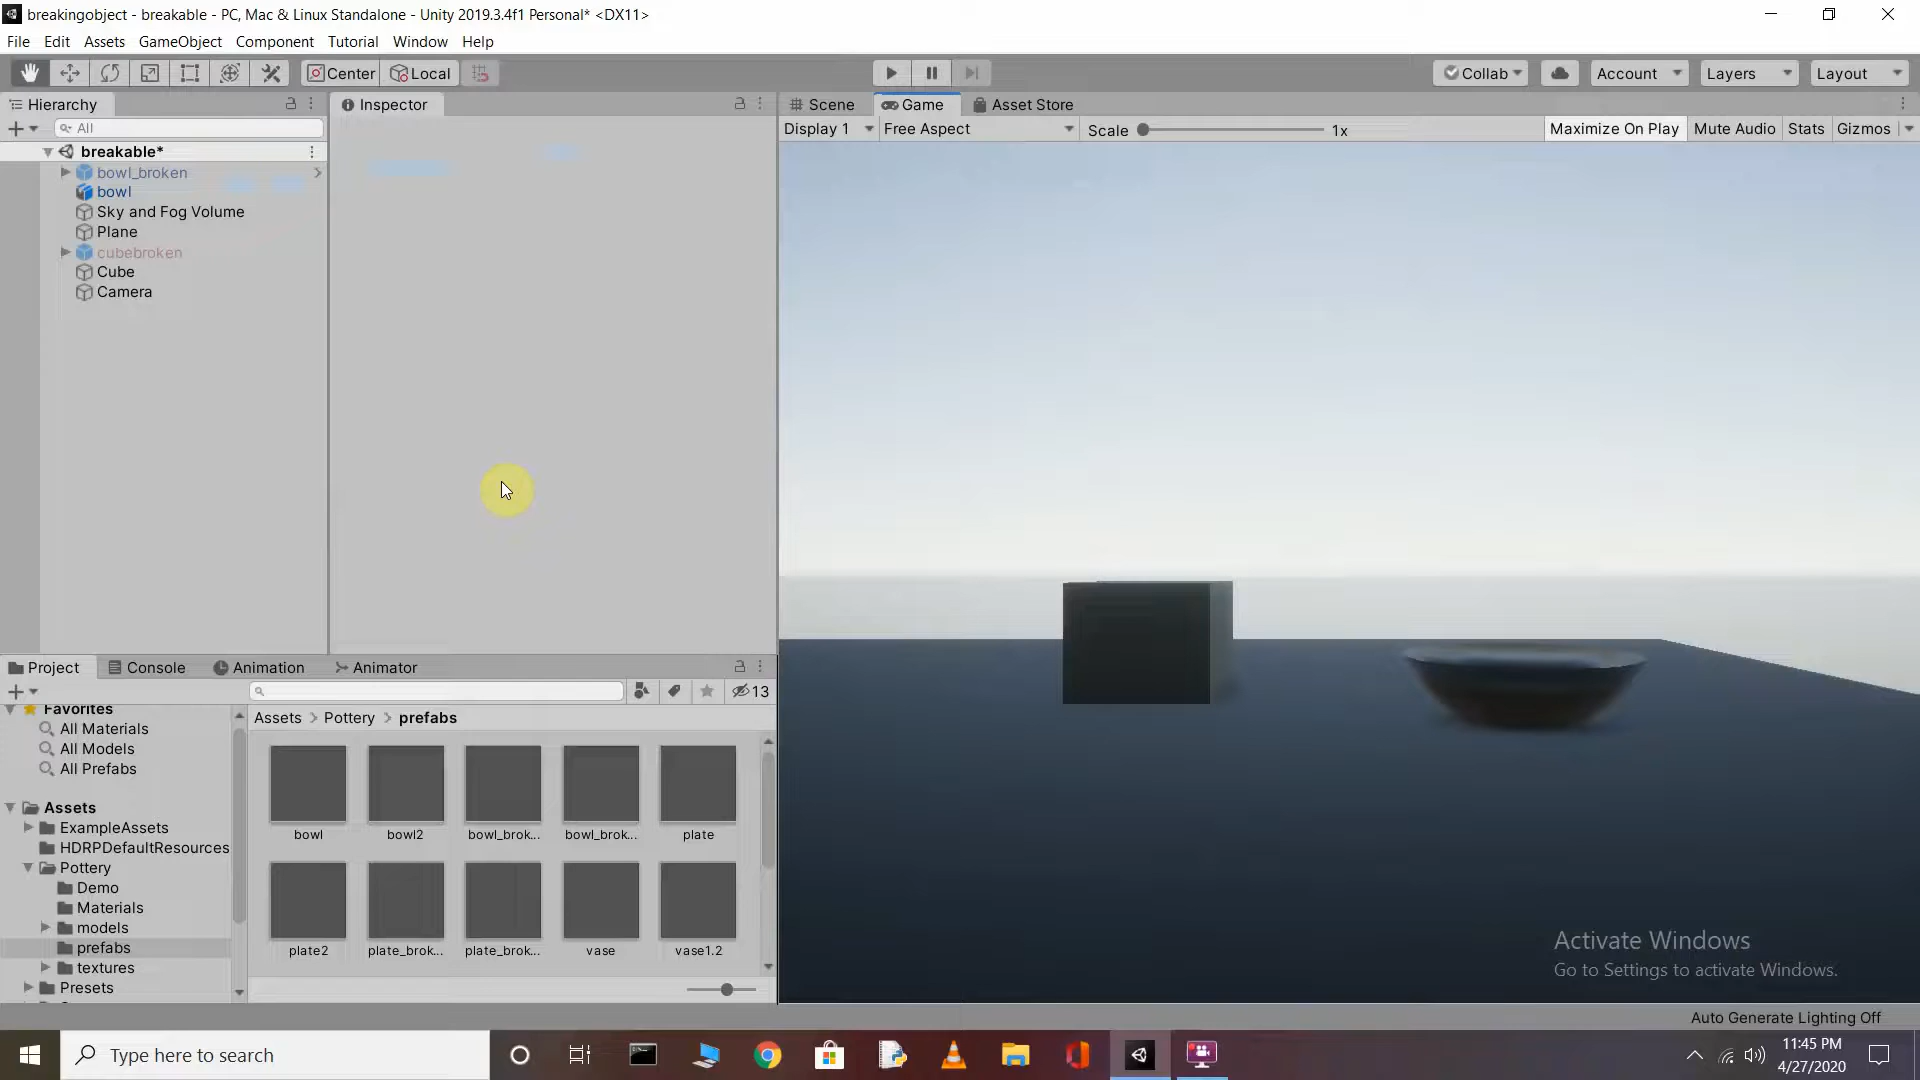 breakingobject - breakable - PC, Mac & Linux Standalone - Unity 2019.3.4f1 Personal* <DX11>
File Edit Assets GameObject Component Tutorial Window Help
Center Local Collab Account Layers Layout
Hierarchy
All
breakable*
bowl_broken
bowl
Sky and Fog Volume
Plane
cubebroken
Cube
Camera
Inspector
Scene Game Asset Store
Display 1 Free Aspect Scale 1x Maximize On Play Mute Audio Stats Gizmos
Project Console Animation Animator
13
Favorites
All Materials
All Models
All Prefabs
Assets
ExampleAssets
HDRPDefaultResources
Pottery
Demo
Materials
models
prefabs
textures
Presets
Assets > Pottery > prefabs
bowl bowl2 bowl_brok... bowl_brok... plate
plate2 plate_brok... plate_brok... vase vase1.2
Activate Windows
Go to Settings to activate Windows.
Auto Generate Lighting Off
Type here to search
11:45 PM
4/27/2020